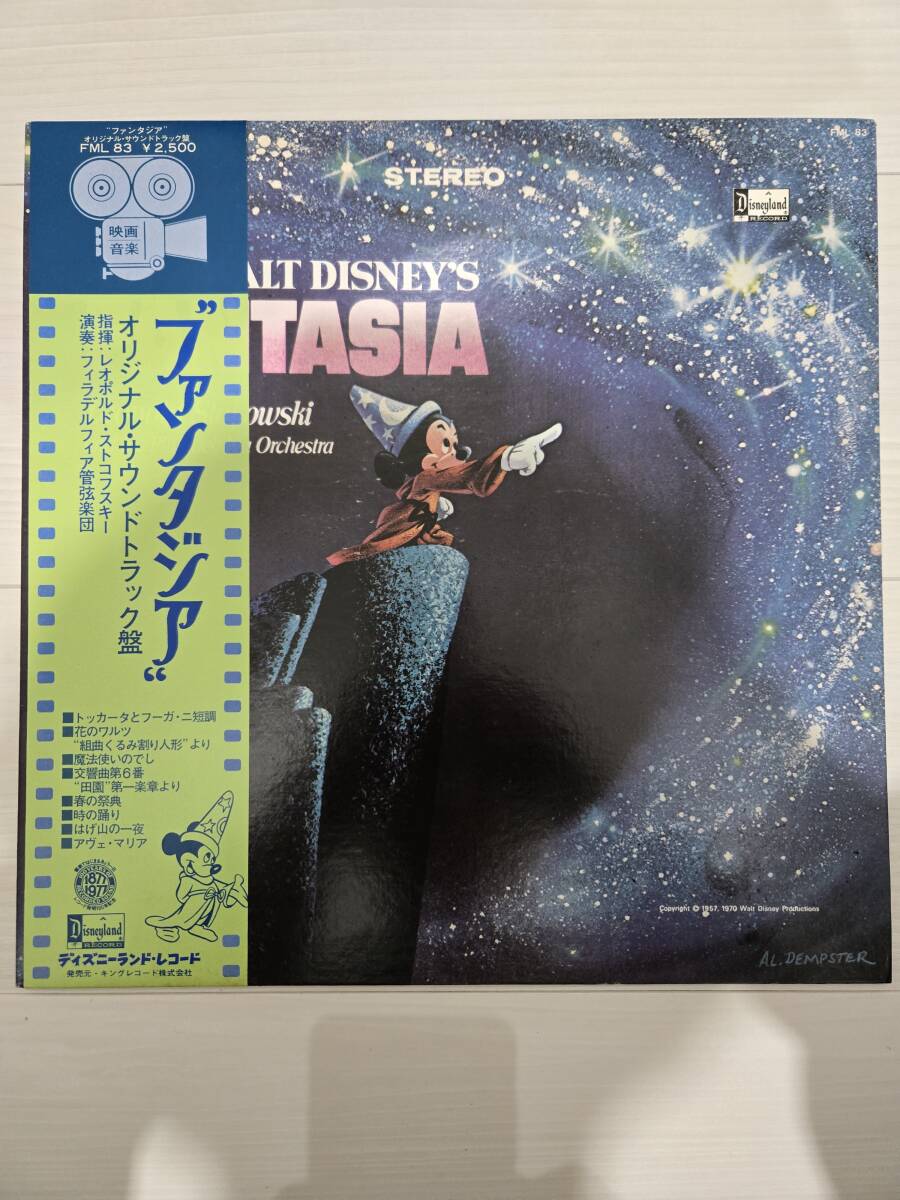 "ファンタジア"
オリジナル・サウンドトラック盤
FML 83 ￥2,500
映画
音楽
"ファンタジア"
オリジナル・サウンドトラック盤
指揮:レオポルド・ストコフスキー
演奏:フィラデルフィア管弦楽団
■トッカータとフーガ・ニ短調
■花のワルツ
"組曲くるみ割り人形"より
■魔法使いのでし
■交響曲第6番
"田園"第一楽章より
■春の祭典
■時の踊り
■はげ山の一夜
■アヴェ・マリア
1877
1977
Disneyland
RECORD
ディズニーランド・レコード
発売元・キングレコード株式会社
FML 83
STEREO
Disneyland
RECORD
ALT DISNEY'S
TASIA
owski
a Orchestra
Copyright © 1957, 1970 Walt Disney Productions
AL. DEMPSTER